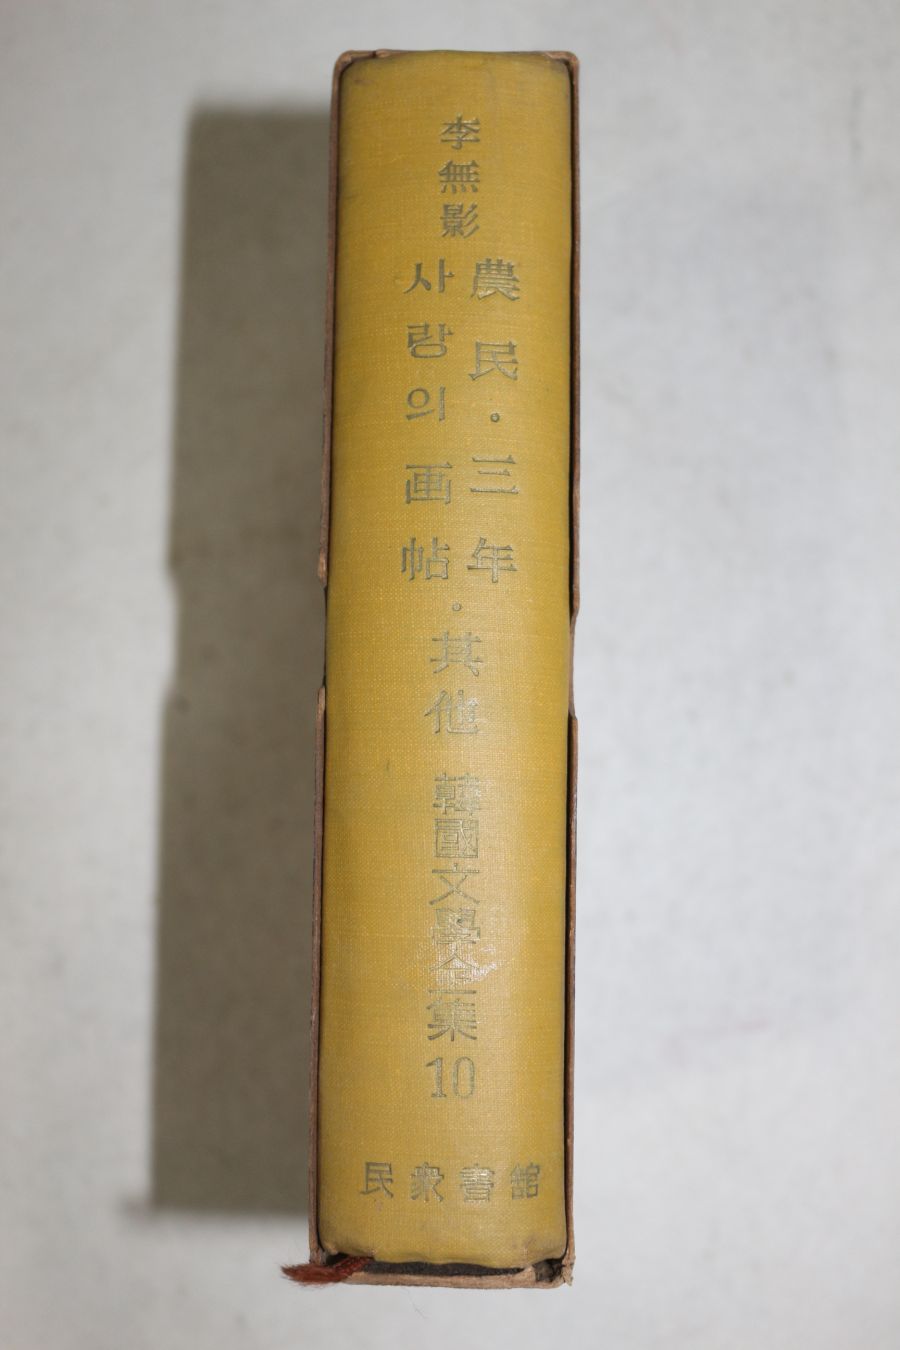 李無影
農民·三年
사랑의 画帖
·其他
韓國文學全集 10
民衆書舘